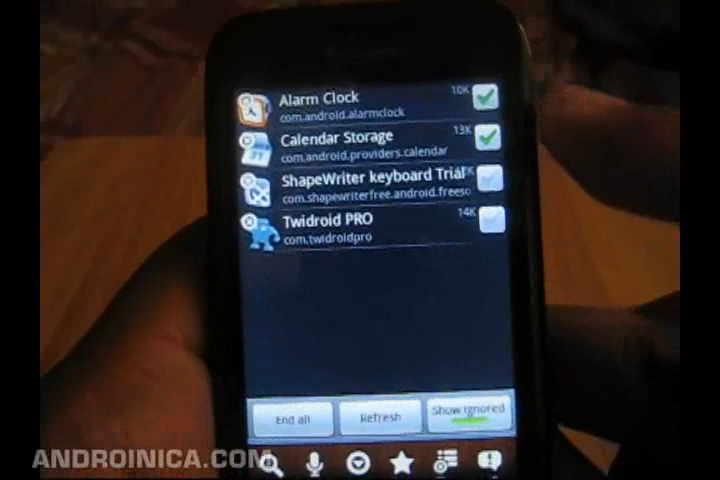 Alarm Clock
10K
com.android.alarmclock
Calendar Storage
13K
com.android.providers.calendar
ShapeWriter keyboard Trial
com.shapewriterfree.android.freeso
Twidroid PRO
14K
com.twidroidpro
End all
Refresh
Show ignored
ANDROINICA.COM